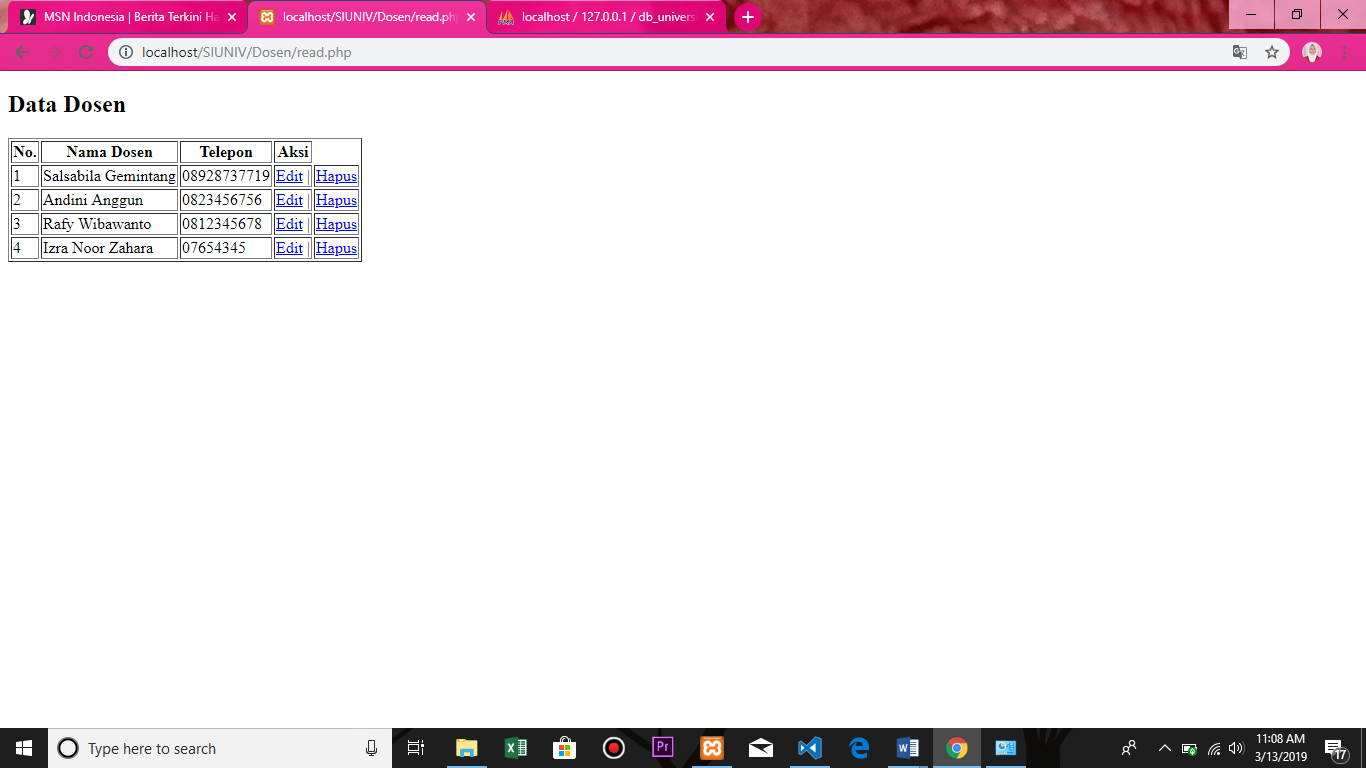 MSN Indonesia | Berita Terkini Ha
localhost/SIUNIV/Dosen/read.php
localhost / 127.0.0.1 / db_univers
localhost/SIUNIV/Dosen/read.php
Data Dosen
No. Nama Dosen Telepon Aksi
1 Salsabila Gemintang 08928737719 Edit | Hapus
2 Andini Anggun 0823456756 Edit | Hapus
3 Rafy Wibawanto 0812345678 Edit | Hapus
4 Izra Noor Zahara 07654345 Edit | Hapus
Type here to search
Pr
11:08 AM
3/13/2019
17